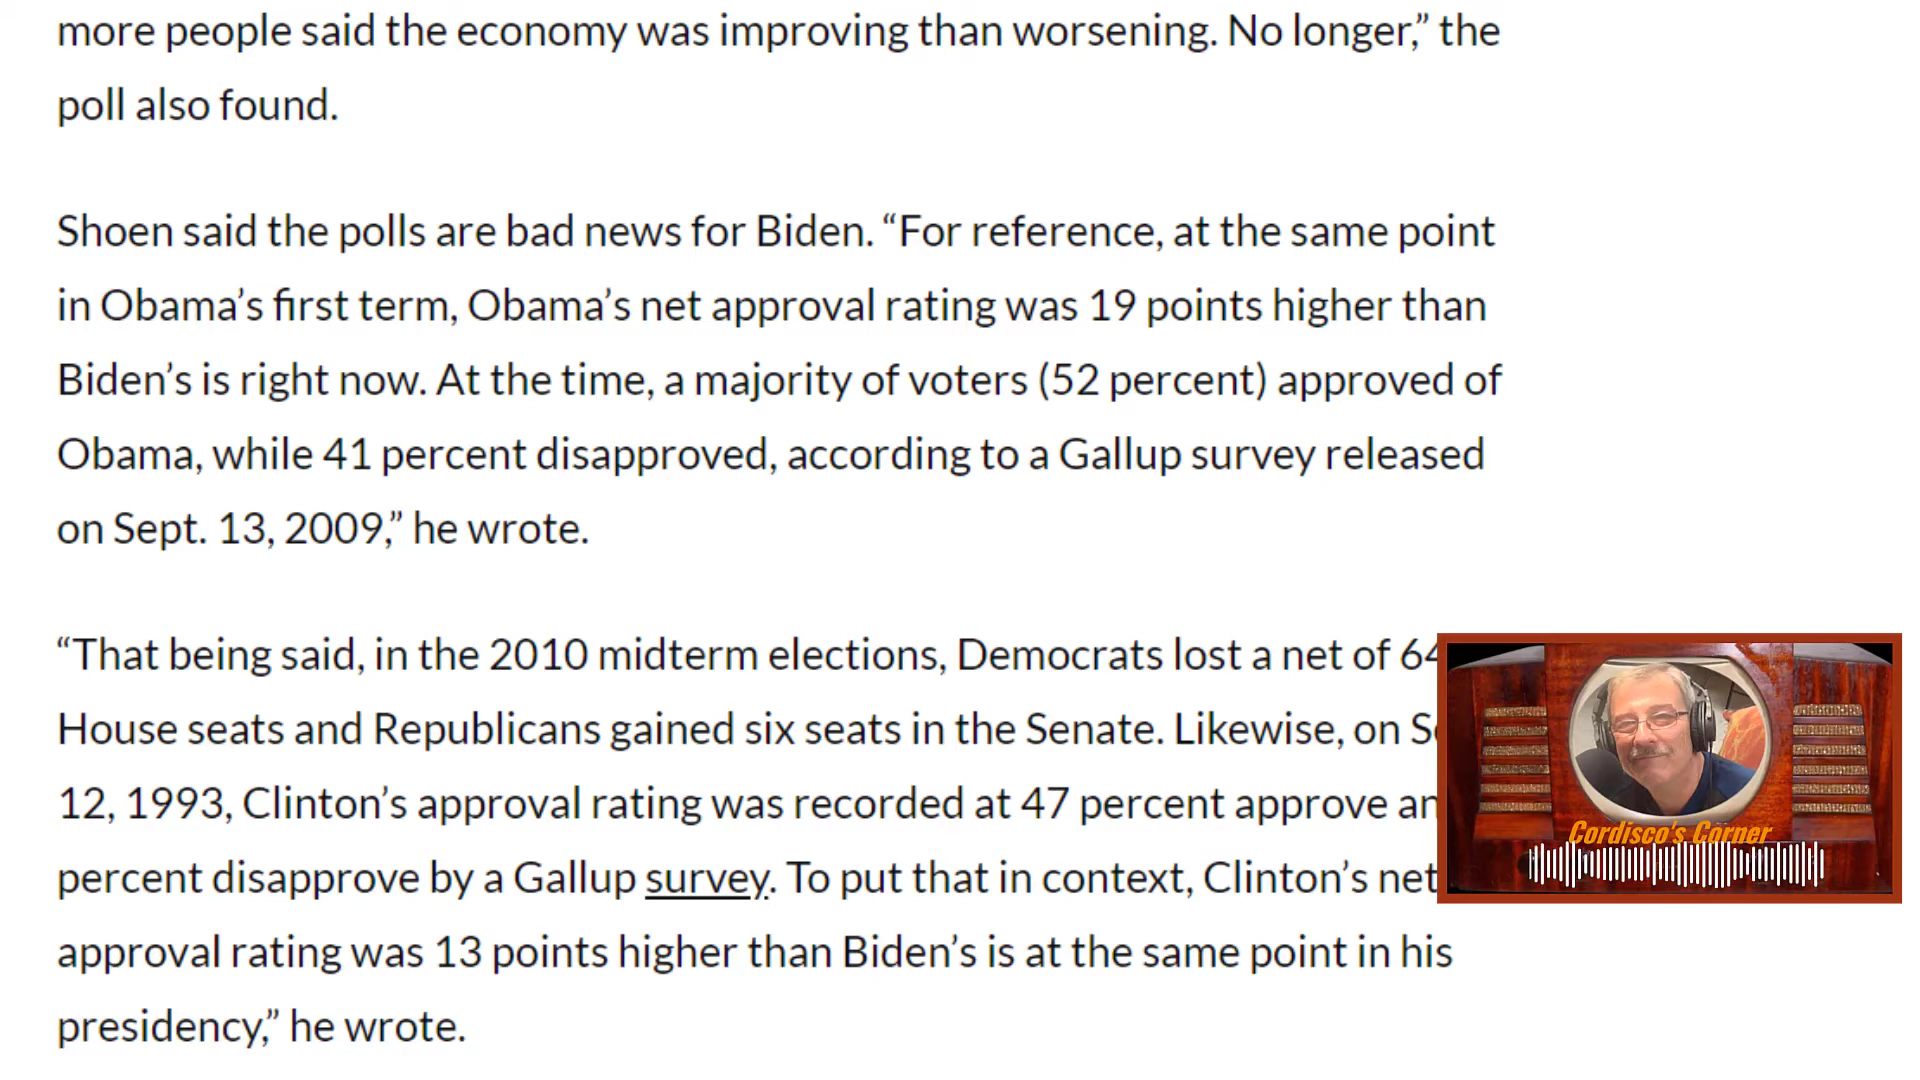 more people said the economy was improving than worsening. No longer,” the
poll also found.
Shoen said the polls are bad news for Biden. “For reference, at the same point
in Obama’s first term, Obama’s net approval rating was 19 points higher than
Biden’s is right now. At the time, a majority of voters (52 percent) approved of
Obama, while 41 percent disapproved, according to a Gallup survey released
on Sept. 13, 2009,” he wrote.
“That being said, in the 2010 midterm elections, Democrats lost a net of 64
House seats and Republicans gained six seats in the Senate. Likewise, on
12, 1993, Clinton’s approval rating was recorded at 47 percent approve
percent disapprove by a Gallup survey. To put that in context, Clinton’s net
approval rating was 13 points higher than Biden’s is at the same point in his
presidency,” he wrote.
Cordisco's Corner